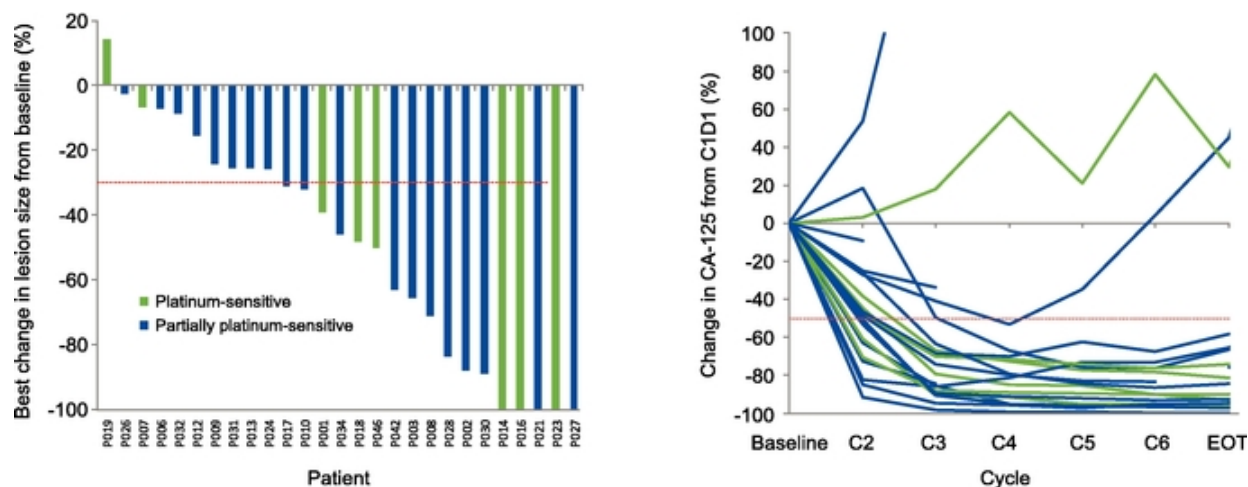 Best change in lesion size from baseline (%)
20
0
-20
-40
-60
-80
-100
Platinum-sensitive
Partially platinum-sensitive
P019 P026 P007 P006 P032 P012 P009 P031 P013 P024 P017 P010 P001 P034 P018 P046 P042 P003 P008 P028 P002 P030 P014 P016 P021 P023 P027
Patient
Change in CA-125 from C1D1 (%)
100
80
60
40
20
0
-20
-40
-60
-80
-100
Baseline C2 C3 C4 C5 C6 EOT
Cycle